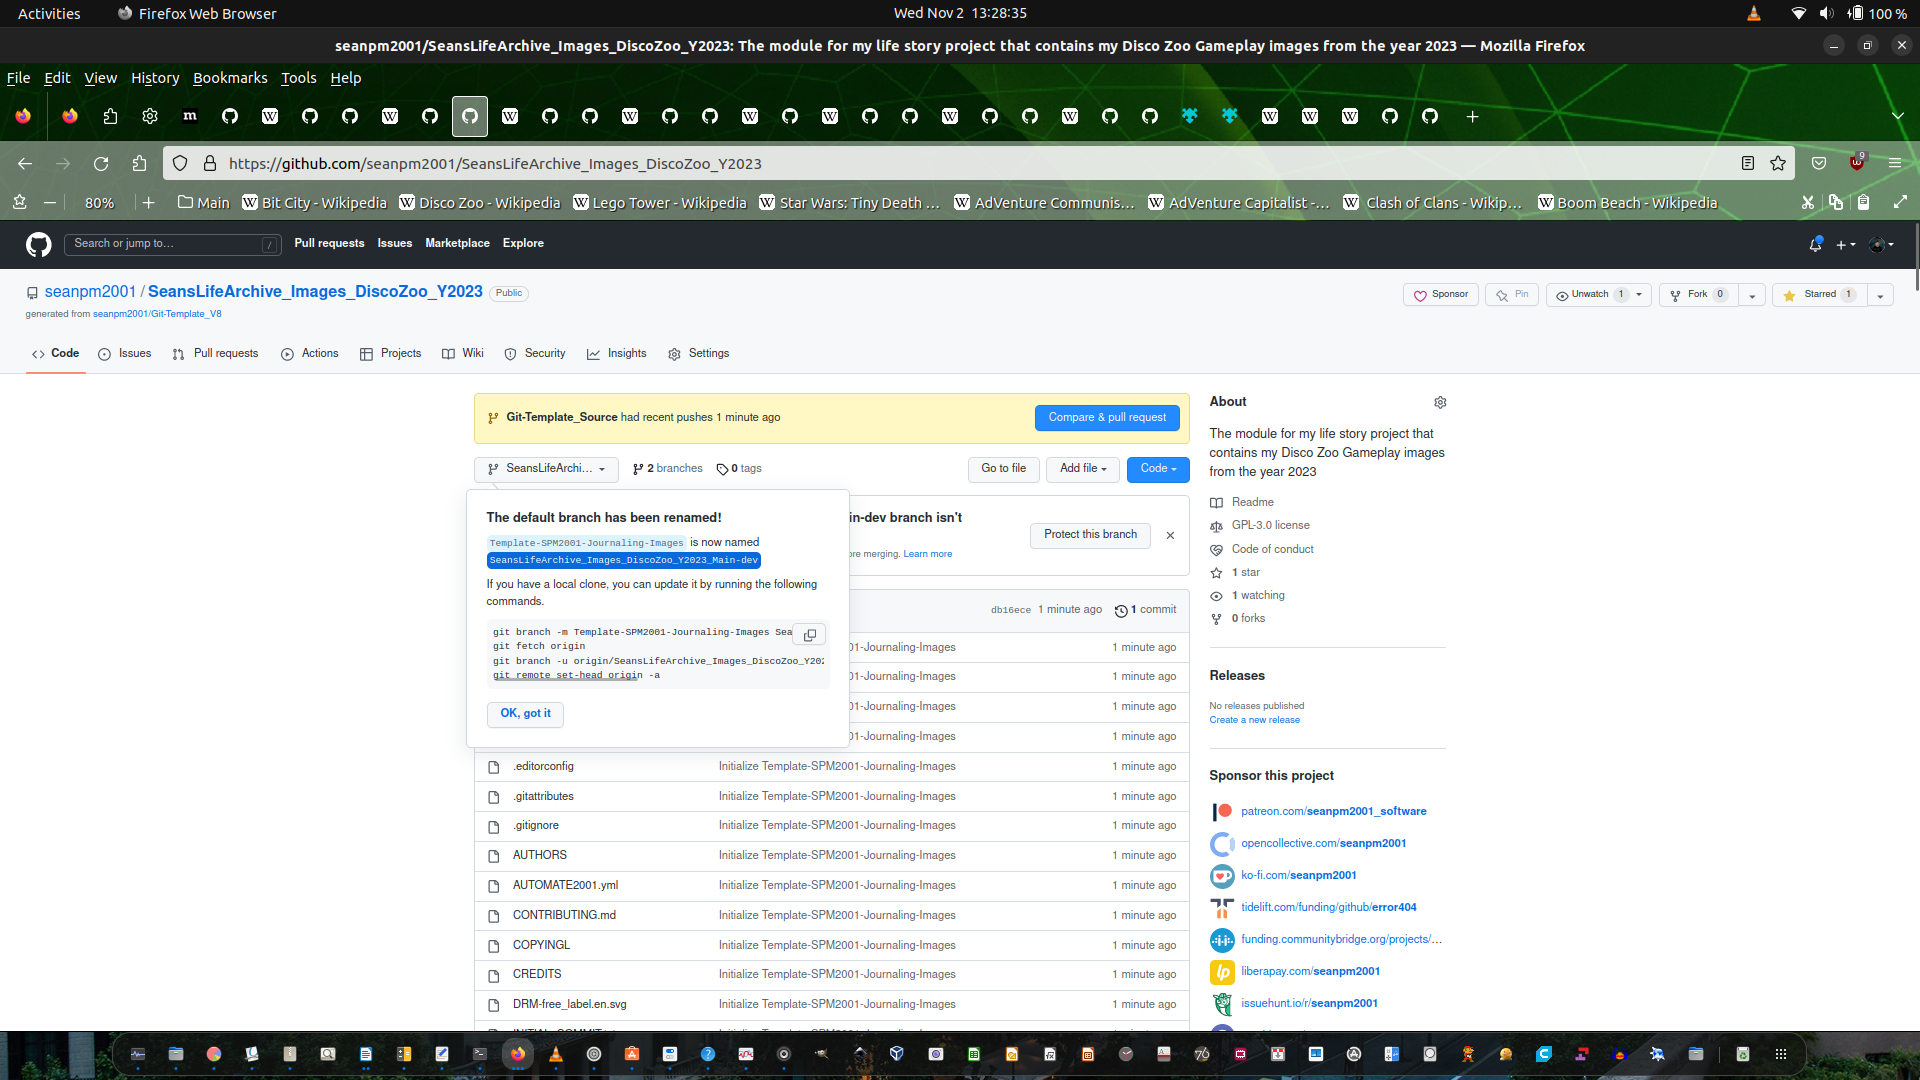 Activities
Firefox Web Browser
Wed Nov 2 13:28:35
100 %
seanpm2001/SeansLifeArchive_Images_DiscoZoo_Y2023: The module for my life story project that contains my Disco Zoo Gameplay images from the year 2023 — Mozilla Firefox
File Edit View History Bookmarks Tools Help
https://github.com/seanpm2001/SeansLifeArchive_Images_DiscoZoo_Y2023
9
80%
Main
Bit City - Wikipedia
Disco Zoo - Wikipedia
Lego Tower - Wikipedia
Star Wars: Tiny Death …
AdVenture Communis…
AdVenture Capitalist -…
Clash of Clans - Wikip…
Boom Beach - Wikipedia
Search or jump to…
/
Pull requests
Issues
Marketplace
Explore
seanpm2001 / SeansLifeArchive_Images_DiscoZoo_Y2023
Public
Sponsor
Pin
Unwatch 1
Fork 0
Starred 1
generated from seanpm2001/Git-Template_V8
Code
Issues
Pull requests
Actions
Projects
Wiki
Security
Insights
Settings
Git-Template_Source had recent pushes 1 minute ago
Compare & pull request
SeansLifeArchi…
2 branches
0 tags
Go to file
Add file
Code
The default branch has been renamed!
Template-SPM2001-Journaling-Images is now named
SeansLifeArchive_Images_DiscoZoo_Y2023_Main-dev
If you have a local clone, you can update it by running the following
commands.
git branch -m Template-SPM2001-Journaling-Images Sea
git fetch origin
git branch -u origin/SeansLifeArchive_Images_DiscoZoo_Y202
git remote set-head origin -a
OK, got it
in-dev branch isn't
Protect this branch
ore merging. Learn more
db16ece 1 minute ago
1 commit
01-Journaling-Images 1 minute ago
01-Journaling-Images 1 minute ago
01-Journaling-Images 1 minute ago
01-Journaling-Images 1 minute ago
.editorconfig Initialize Template-SPM2001-Journaling-Images 1 minute ago
.gitattributes Initialize Template-SPM2001-Journaling-Images 1 minute ago
.gitignore Initialize Template-SPM2001-Journaling-Images 1 minute ago
AUTHORS Initialize Template-SPM2001-Journaling-Images 1 minute ago
AUTOMATE2001.yml Initialize Template-SPM2001-Journaling-Images 1 minute ago
CONTRIBUTING.md Initialize Template-SPM2001-Journaling-Images 1 minute ago
COPYINGL Initialize Template-SPM2001-Journaling-Images 1 minute ago
CREDITS Initialize Template-SPM2001-Journaling-Images 1 minute ago
DRM-free_label.en.svg Initialize Template-SPM2001-Journaling-Images 1 minute ago
About
The module for my life story project that
contains my Disco Zoo Gameplay images
from the year 2023
Readme
GPL-3.0 license
Code of conduct
1 star
1 watching
0 forks
Releases
No releases published
Create a new release
Sponsor this project
patreon.com/seanpm2001_software
opencollective.com/seanpm2001
ko-fi.com/seanpm2001
tidelift.com/funding/github/error404
funding.communitybridge.org/projects/…
liberapay.com/seanpm2001
issuehunt.io/r/seanpm2001